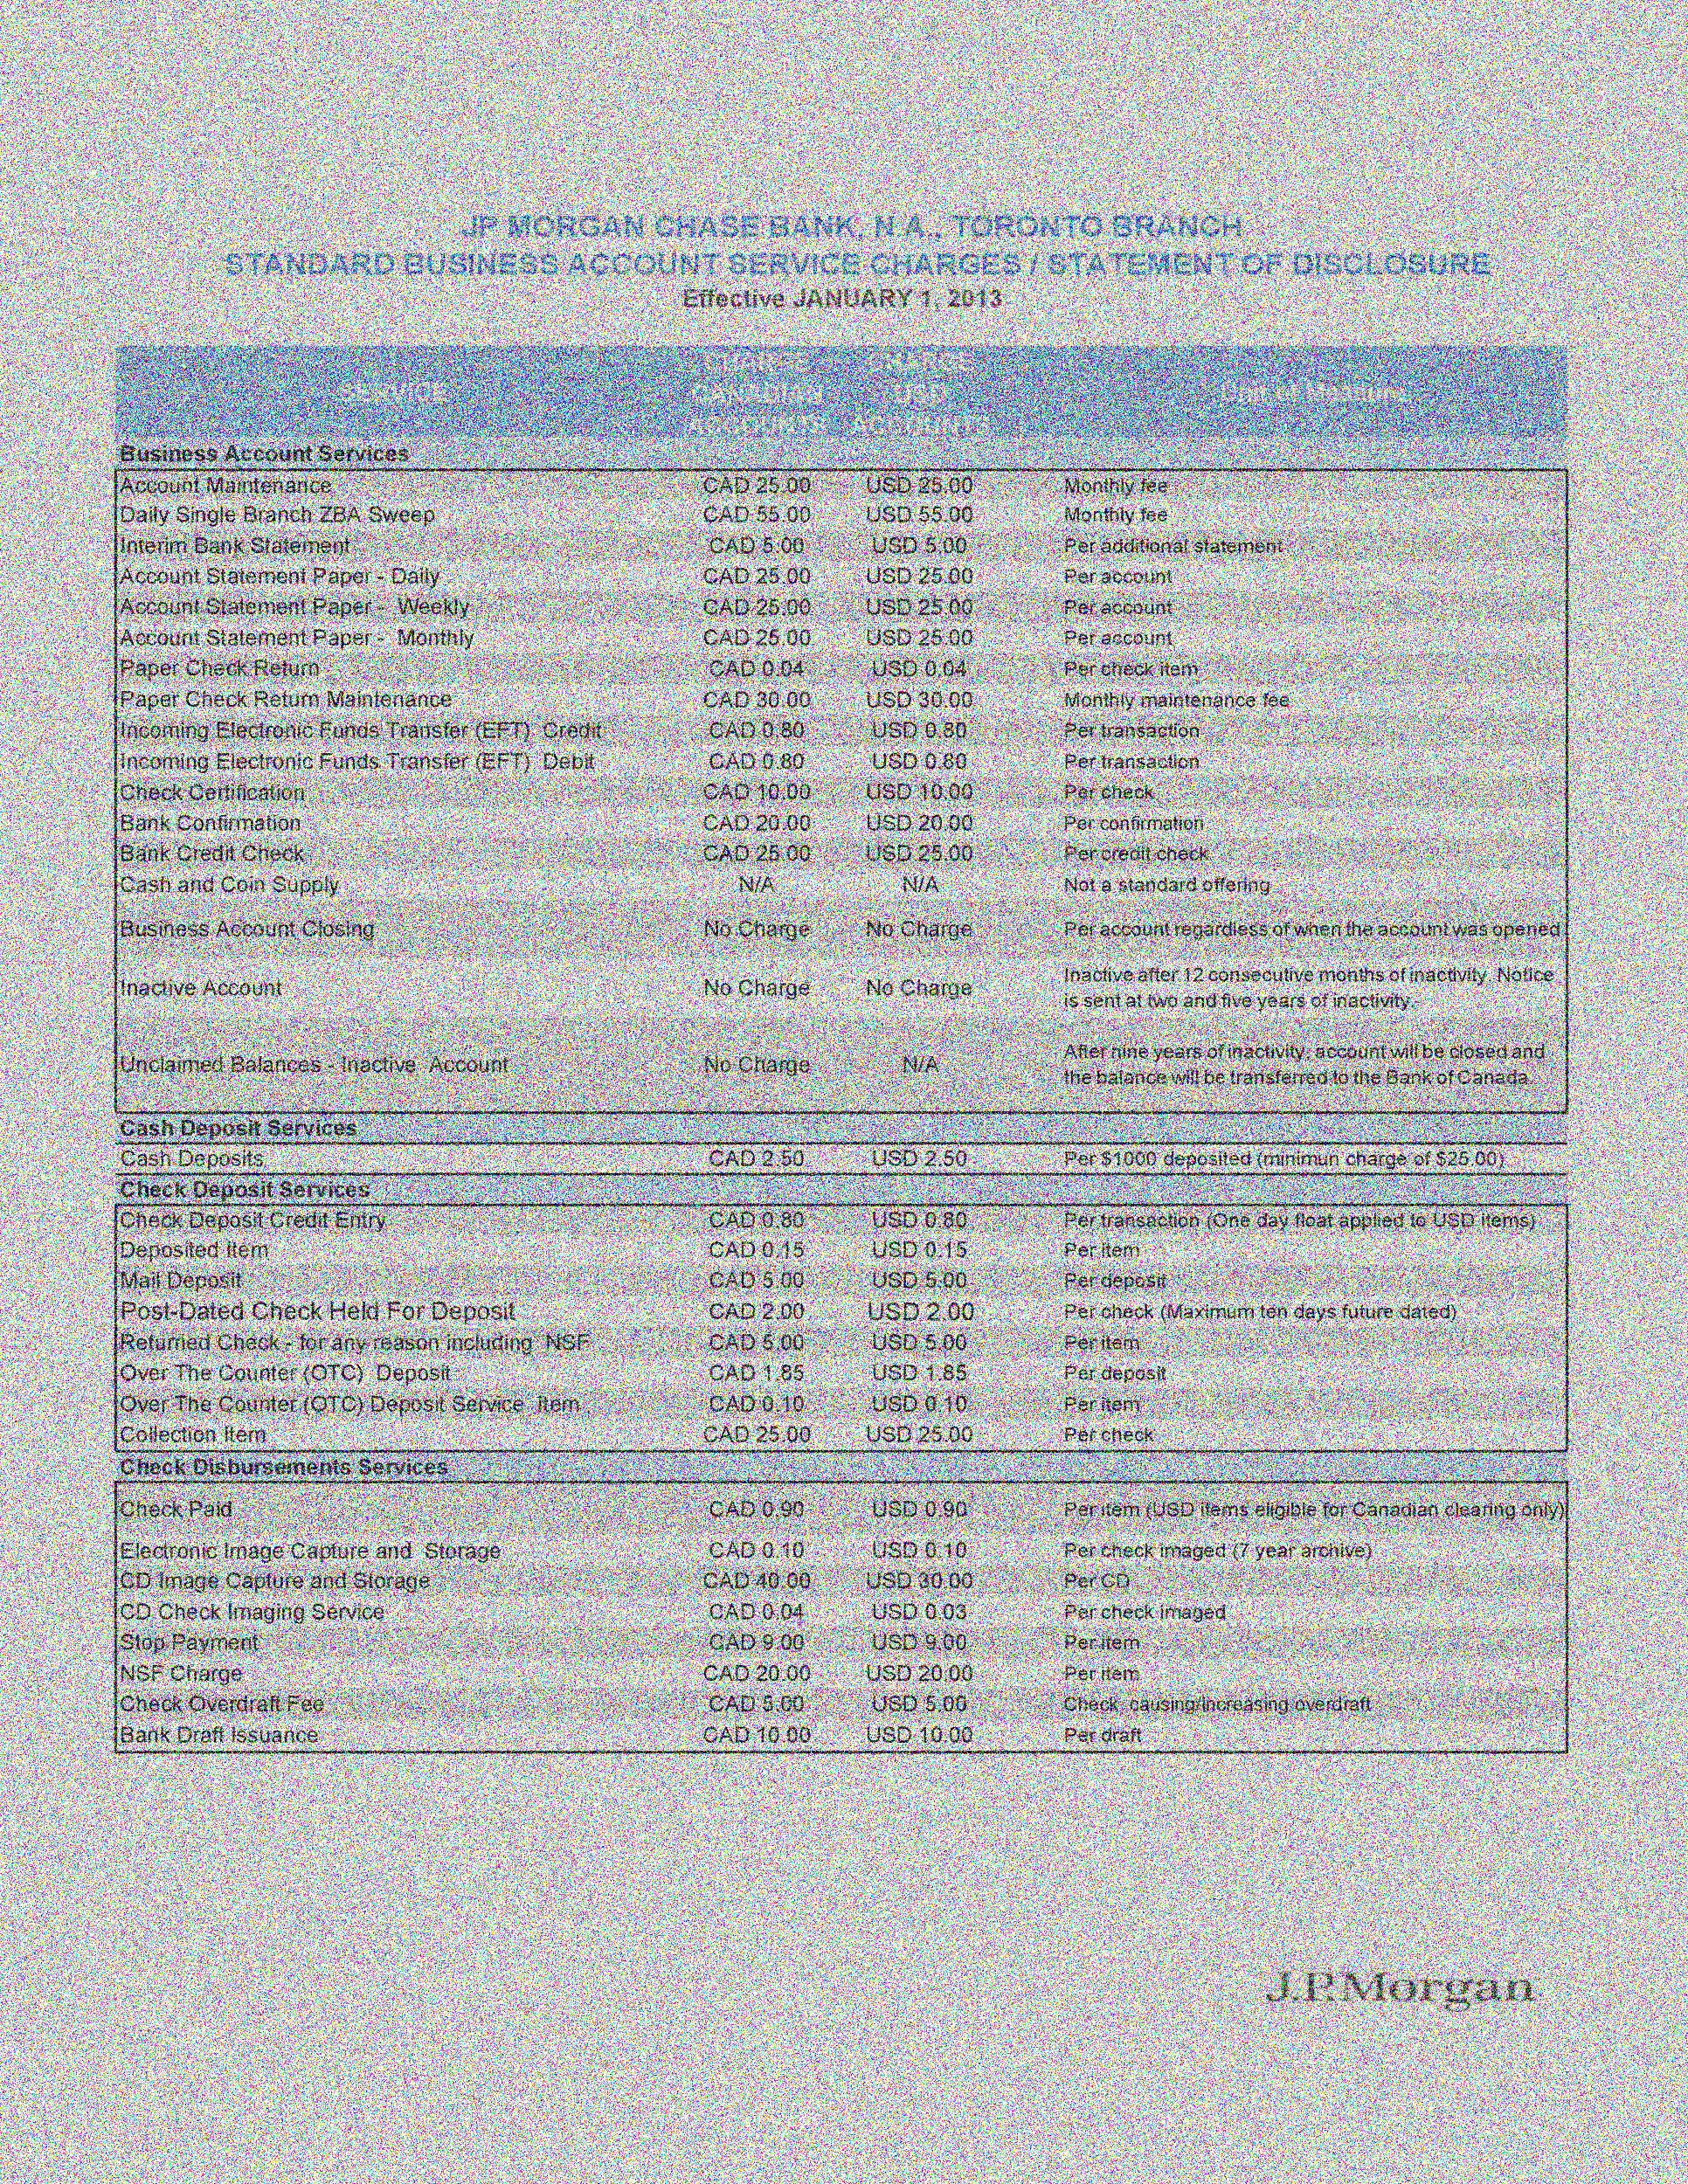 JP MORGAN CHASE BANK, N.A., TORONTO BRANCH
STANDARD BUSINESS ACCOUNT SERVICE CHARGES / STATEMENT OF DISCLOSURE
Effective JANUARY 1, 2013
CHARGE CHARGE
SERVICE CANADIAN USD Unit of Measure
ACCOUNTS ACCOUNTS
Business Account Services
Account Maintenance CAD 25.00 USD 25.00 Monthly fee
Daily Single Branch ZBA Sweep CAD 55.00 USD 55.00 Monthly fee
Interim Bank Statement CAD 5.00 USD 5.00 Per additional statement
Account Statement Paper - Daily CAD 25.00 USD 25.00 Per account
Account Statement Paper - Weekly CAD 25.00 USD 25.00 Per account
Account Statement Paper - Monthly CAD 25.00 USD 25.00 Per account
Paper Check Return CAD 0.04 USD 0.04 Per check item
Paper Check Return Maintenance CAD 30.00 USD 30.00 Monthly maintenance fee
Incoming Electronic Funds Transfer (EFT) Credit CAD 0.80 USD 0.80 Per transaction
Incoming Electronic Funds Transfer (EFT) Debit CAD 0.80 USD 0.80 Per transaction
Check Certification CAD 10.00 USD 10.00 Per check
Bank Confirmation CAD 20.00 USD 20.00 Per confirmation
Bank Credit Check CAD 25.00 USD 25.00 Per credit check
Cash and Coin Supply N/A N/A Not a standard offering
Business Account Closing No Charge No Charge Per account regardless of when the account was opened
Inactive Account No Charge No Charge Inactive after 12 consecutive months of inactivity. Notice
is sent at two and five years of inactivity.
Unclaimed Balances - Inactive Account No Charge N/A After nine years of inactivity, account will be closed and
the balance will be transferred to the Bank of Canada.
Cash Deposit Services
Cash Deposits CAD 2.50 USD 2.50 Per $1000 deposited (minimun charge of $25.00)
Check Deposit Services
Check Deposit Credit Entry CAD 0.80 USD 0.80 Per transaction (One day float applied to USD items)
Deposited Item CAD 0.15 USD 0.15 Per item
Mail Deposit CAD 5.00 USD 5.00 Per deposit
Post-Dated Check Held For Deposit CAD 2.00 USD 2.00 Per check (Maximum ten days future dated)
Returned Check - for any reason including NSF CAD 5.00 USD 5.00 Per item
Over The Counter (OTC) Deposit CAD 1.85 USD 1.85 Per deposit
Over The Counter (OTC) Deposit Service Item CAD 0.10 USD 0.10 Per item
Collection Item CAD 25.00 USD 25.00 Per check
Check Disbursements Services
Check Paid CAD 0.90 USD 0.90 Per item (USD items eligible for Canadian clearing only)
Electronic Image Capture and Storage CAD 0.10 USD 0.10 Per check imaged (7 year archive)
CD Image Capture and Storage CAD 40.00 USD 30.00 Per CD
CD Check Imaging Service CAD 0.04 USD 0.03 Per check imaged
Stop Payment CAD 9.00 USD 9.00 Per item
NSF Charge CAD 20.00 USD 20.00 Per item
Check Overdraft Fee CAD 5.00 USD 5.00 Check causing/increasing overdraft
Bank Draft Issuance CAD 10.00 USD 10.00 Per draft
J.P.Morgan